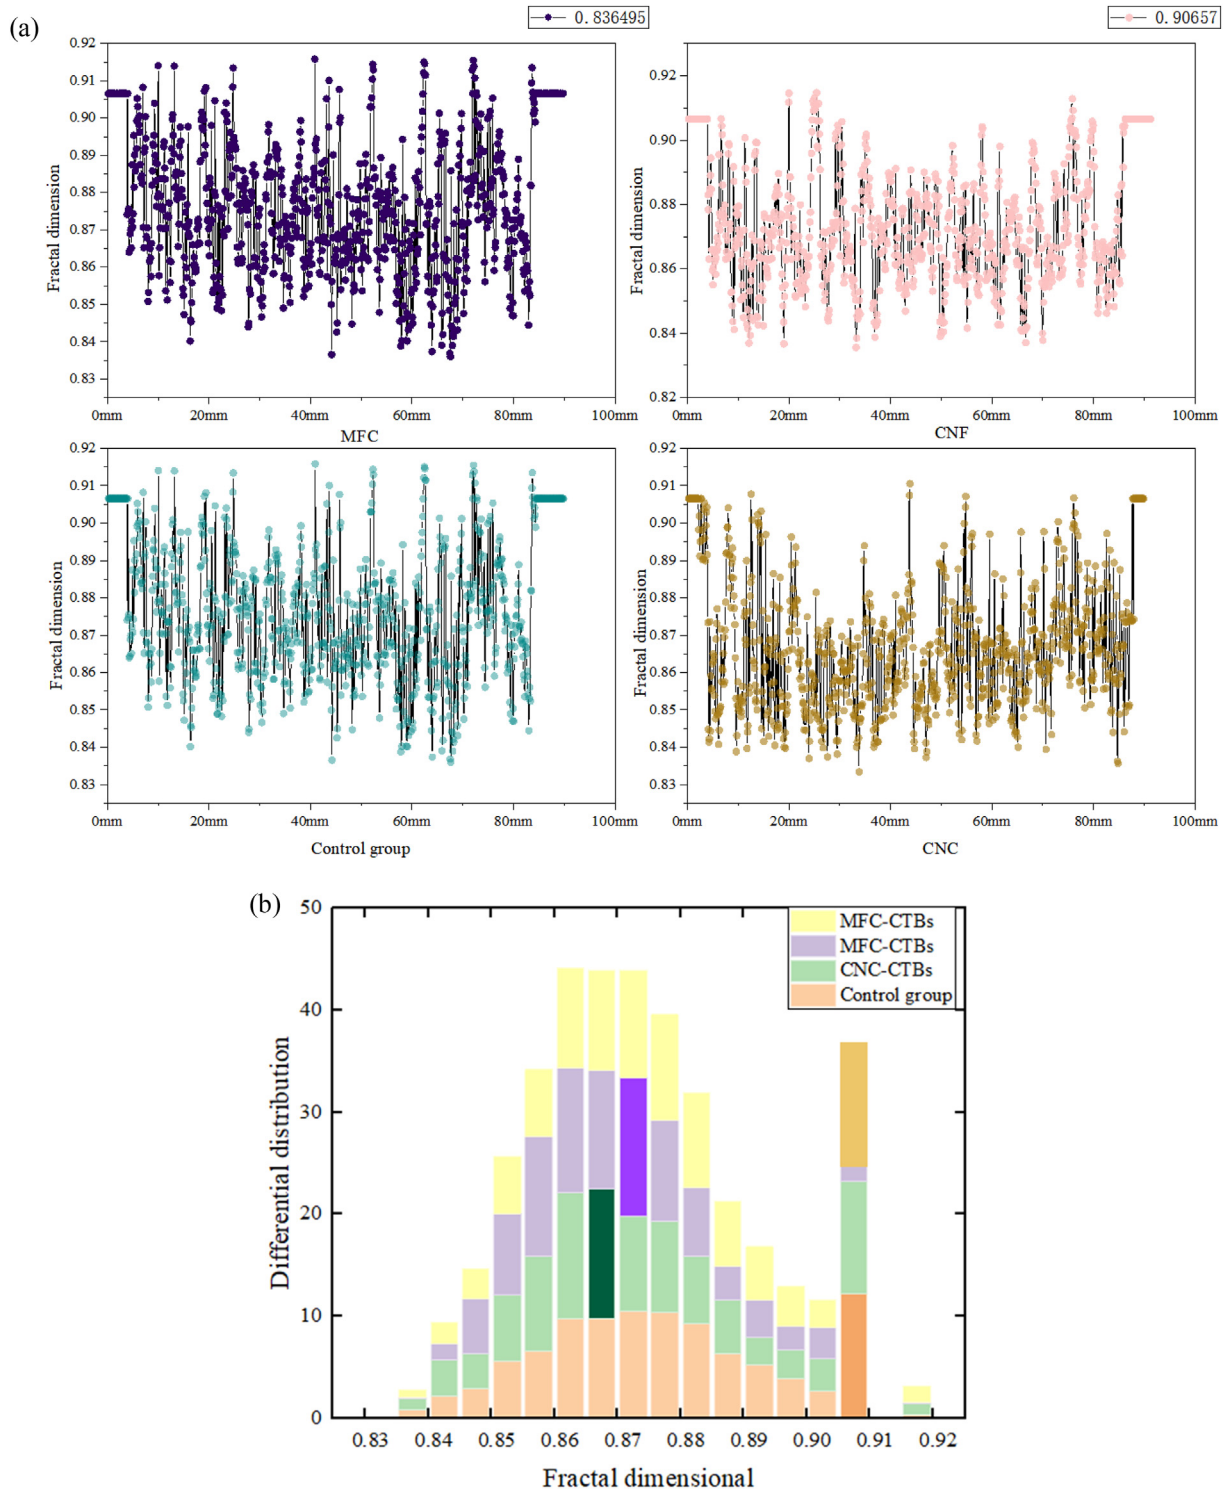 (a)
0.836495
0.90657
0.92
0.91
0.90
0.89
0.88
0.87
0.86
0.85
0.84
0.83
Fractal dimension
0mm 20mm 40mm 60mm 80mm 100mm
MFC
0.92
0.90
0.88
0.86
0.84
0.82
Fractal dimension
0mm 20mm 40mm 60mm 80mm 100mm
CNF
0.92
0.91
0.90
0.89
0.88
0.87
0.86
0.85
0.84
0.83
Fractal dimension
0mm 20mm 40mm 60mm 80mm 100mm
Control group
0.92
0.91
0.90
0.89
0.88
0.87
0.86
0.85
0.84
0.83
Fractal dimension
0mm 20mm 40mm 60mm 80mm 100mm
CNC
(b)
50
40
30
20
10
0
Differential distribution
MFC-CTBs
MFC-CTBs
CNC-CTBs
Control group
0.83 0.84 0.85 0.86 0.87 0.88 0.89 0.90 0.91 0.92
Fractal dimensional